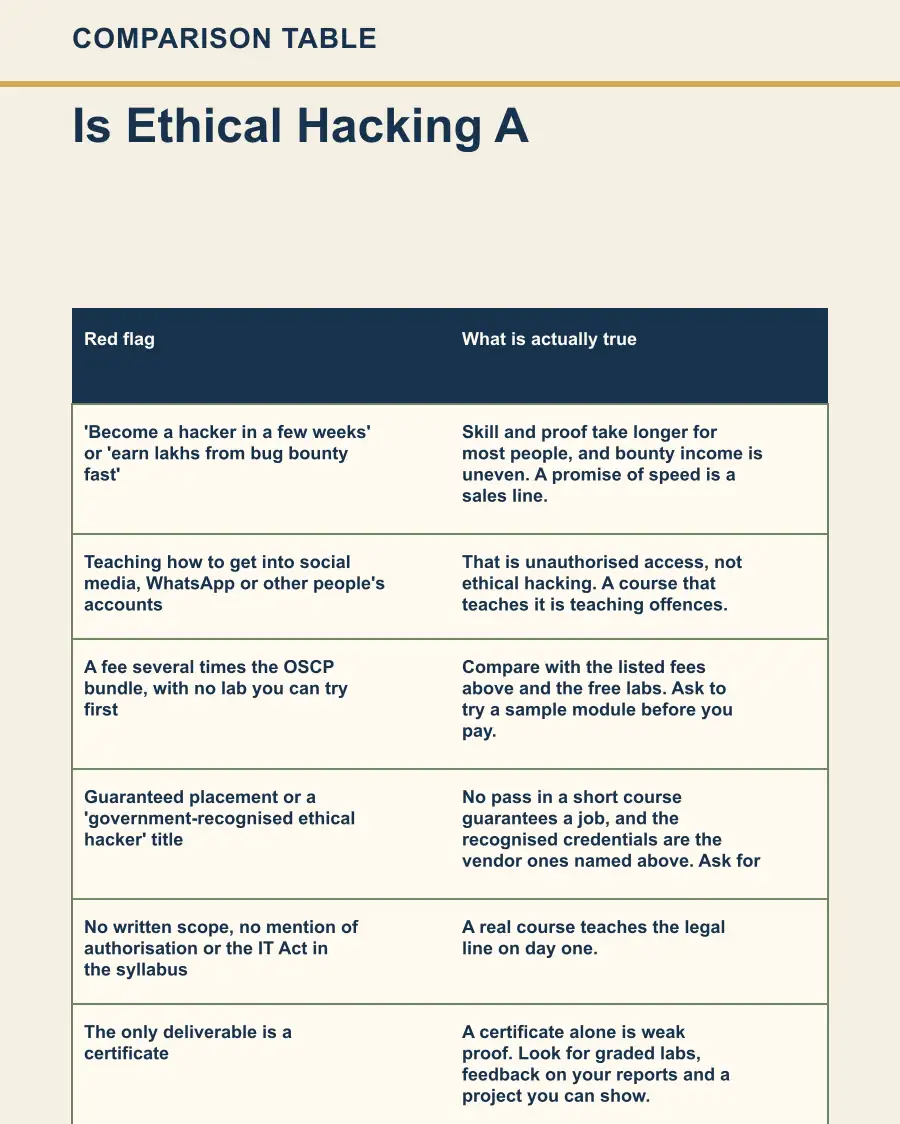 COMPARISON TABLE
Is Ethical Hacking A
Red flag
What is actually true
'Become a hacker in a few weeks'
or 'earn lakhs from bug bounty
fast'
Skill and proof take longer for
most people, and bounty income is
uneven. A promise of speed is a
sales line.
Teaching how to get into social
media, WhatsApp or other people's
accounts
That is unauthorised access, not
ethical hacking. A course that
teaches it is teaching offences.
A fee several times the OSCP
bundle, with no lab you can try
first
Compare with the listed fees
above and the free labs. Ask to
try a sample module before you
pay.
Guaranteed placement or a
'government-recognised ethical
hacker' title
No pass in a short course
guarantees a job, and the
recognised credentials are the
vendor ones named above. Ask for
No written scope, no mention of
authorisation or the IT Act in
the syllabus
A real course teaches the legal
line on day one.
The only deliverable is a
certificate
A certificate alone is weak
proof. Look for graded labs,
feedback on your reports and a
project you can show.